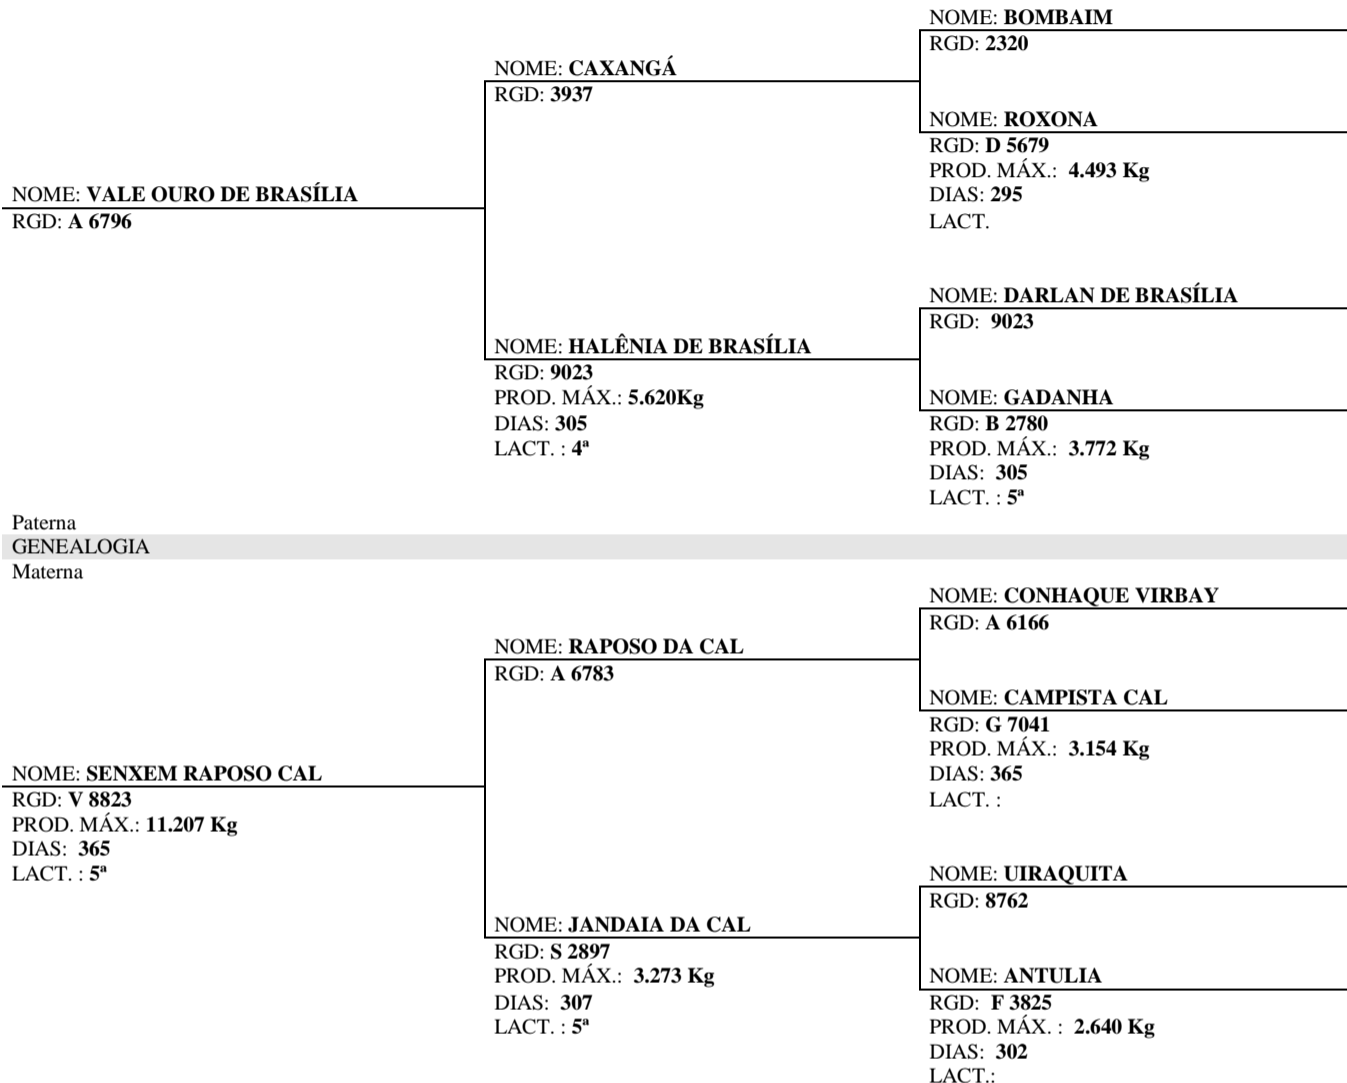 NOME: BOMBAIM
RGD: 2320
NOME: CAXANGÁ
RGD: 3937
NOME: ROXONA
RGD: D 5679
PROD. MÁX.: 4.493 Kg
DIAS: 295
LACT.
NOME: VALE OURO DE BRASÍLIA
RGD: A 6796
NOME: DARLAN DE BRASÍLIA
RGD: 9023
NOME: HALÊNIA DE BRASÍLIA
RGD: 9023
PROD. MÁX.: 5.620Kg
DIAS: 305
LACT. : 4ª
NOME: GADANHA
RGD: B 2780
PROD. MÁX.: 3.772 Kg
DIAS: 305
LACT. : 5ª
Paterna
GENEALOGIA
Materna
NOME: CONHAQUE VIRBAY
RGD: A 6166
NOME: RAPOSO DA CAL
RGD: A 6783
NOME: CAMPISTA CAL
RGD: G 7041
PROD. MÁX.: 3.154 Kg
DIAS: 365
LACT. :
NOME: SENXEM RAPOSO CAL
RGD: V 8823
PROD. MÁX.: 11.207 Kg
DIAS: 365
LACT. : 5ª
NOME: UIRAQUITA
RGD: 8762
NOME: JANDAIA DA CAL
RGD: S 2897
PROD. MÁX.: 3.273 Kg
DIAS: 307
LACT. : 5ª
NOME: ANTULIA
RGD: F 3825
PROD. MÁX. : 2.640 Kg
DIAS: 302
LACT.: